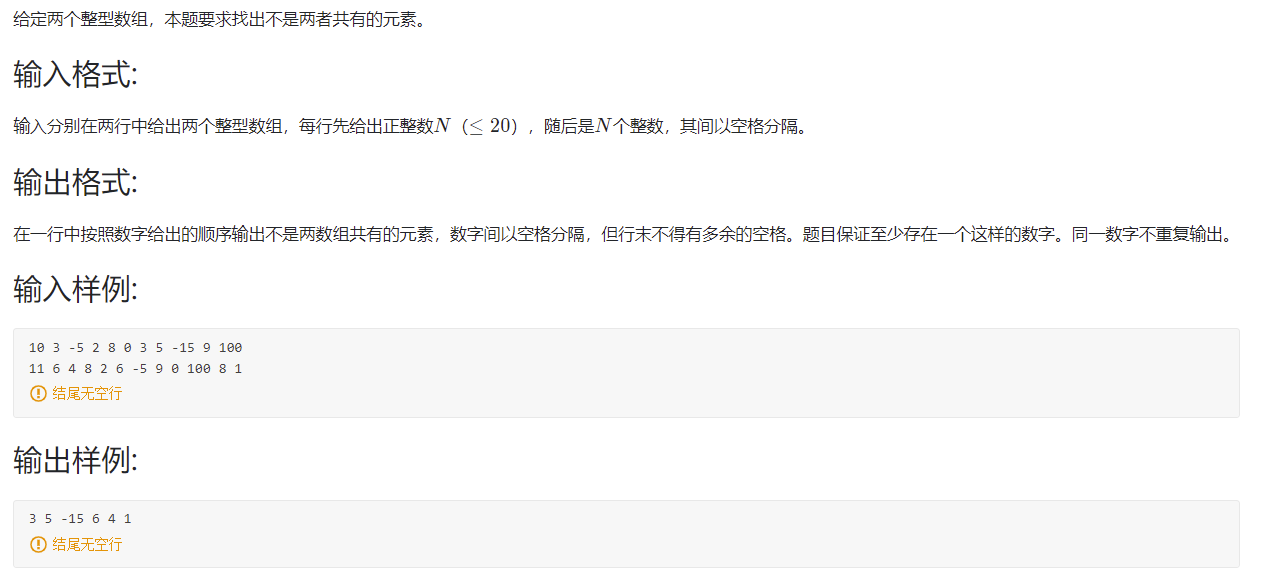 给定两个整型数组，本题要求找出不是两者共有的元素。
输入格式:
输入分别在两行中给出两个整型数组，每行先给出正整数N（≤ 20），随后是N个整数，其间以空格分隔。
输出格式:
在一行中按照数字给出的顺序输出不是两数组共有的元素，数字间以空格分隔，但行末不得有多余的空格。题目保证至少存在一个这样的数字。同一数字不重复输出。
输入样例:
10 3 -5 2 8 0 3 5 -15 9 100
11 6 4 8 2 6 -5 9 0 100 8 1
结尾无空行
输出样例:
3 5 -15 6 4 1
结尾无空行